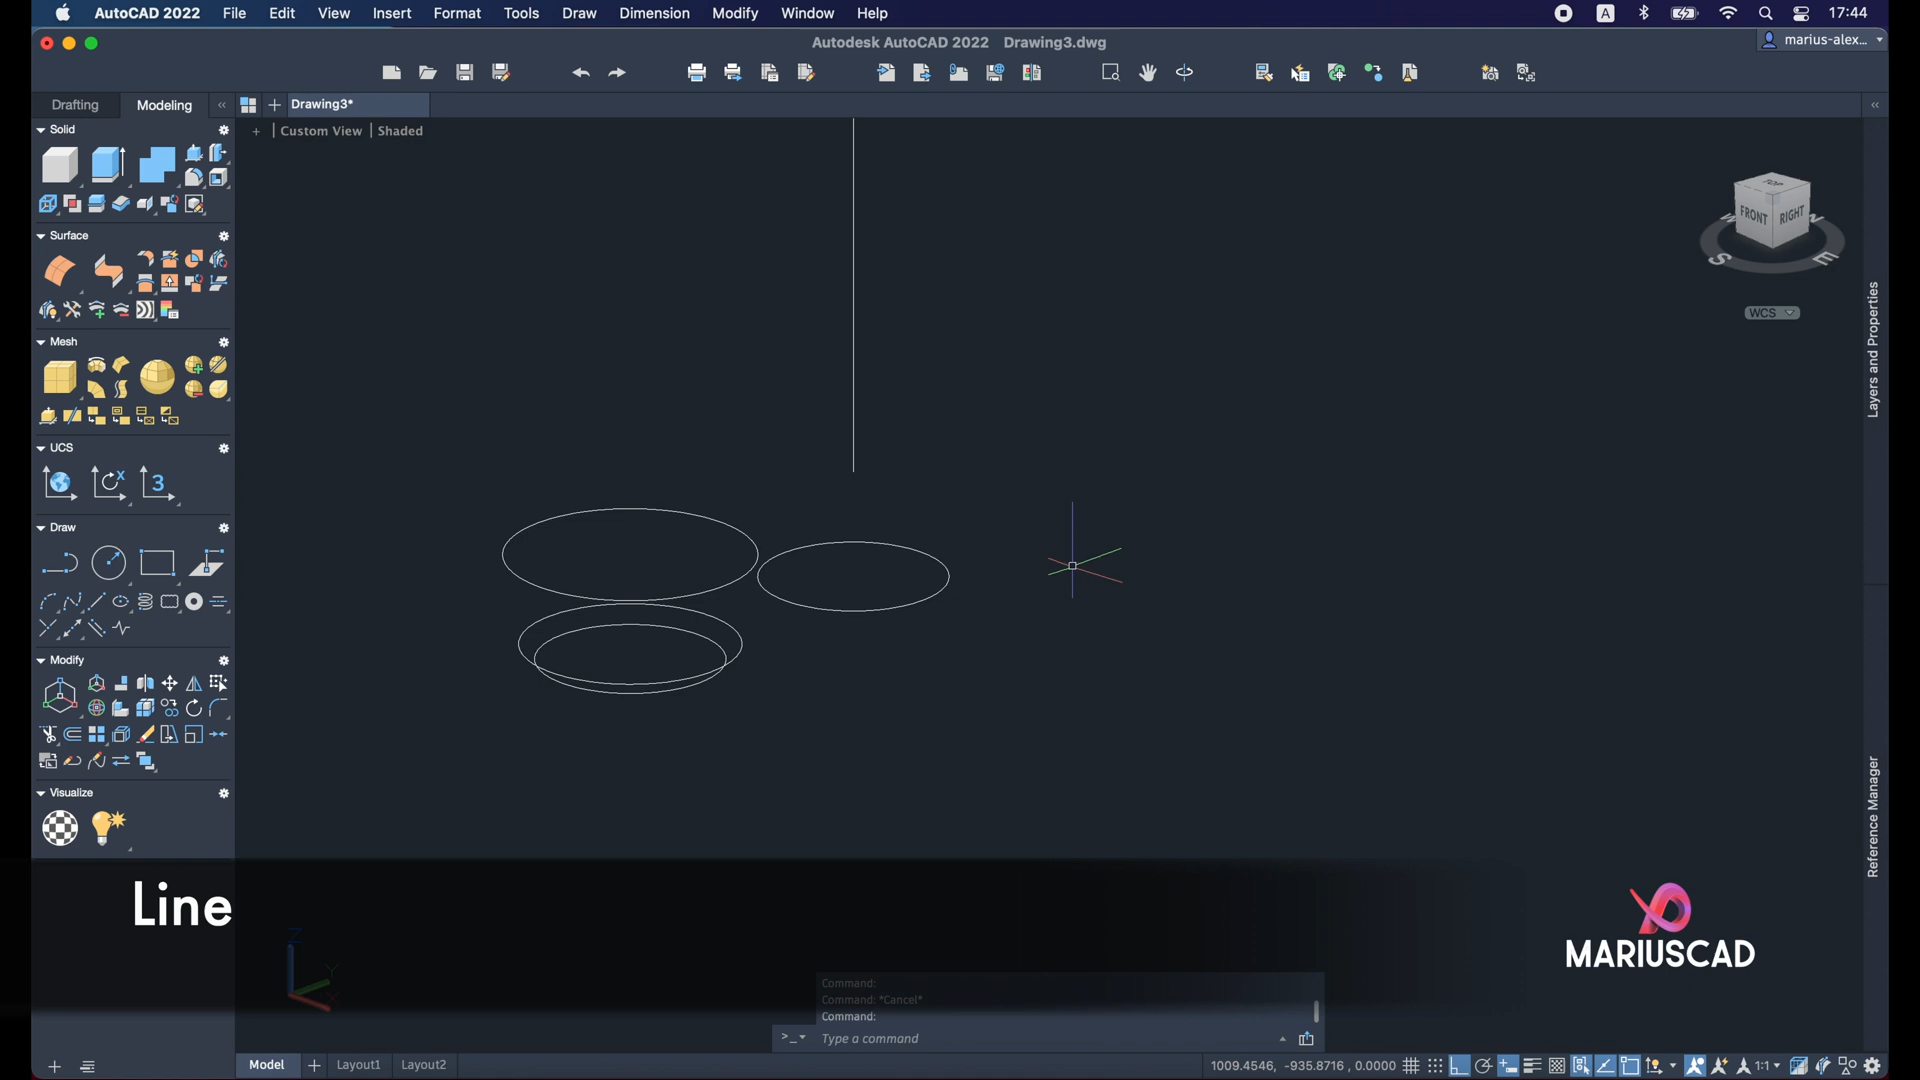 AutoCAD 2022 File Edit View Insert Format Tools Draw Dimension Modify Window Help A 17:44
Autodesk AutoCAD 2022 Drawing3.dwg marius-alex...
Drafting Modeling « + Drawing3* «
+ | Custom View | Shaded
Solid
TOP
FRONT RIGHT
S E
WCS
Surface
Mesh
UCS
X 3
Draw
Modify
Visualize
Layers and Properties
Reference Manager
Line
MARIUSCAD
Z
Y
X
Command:
Command: *Cancel*
Command:
>_ Type a command
Model + Layout1 Layout2 1009.4546, -935.8716 , 0.0000 1:1